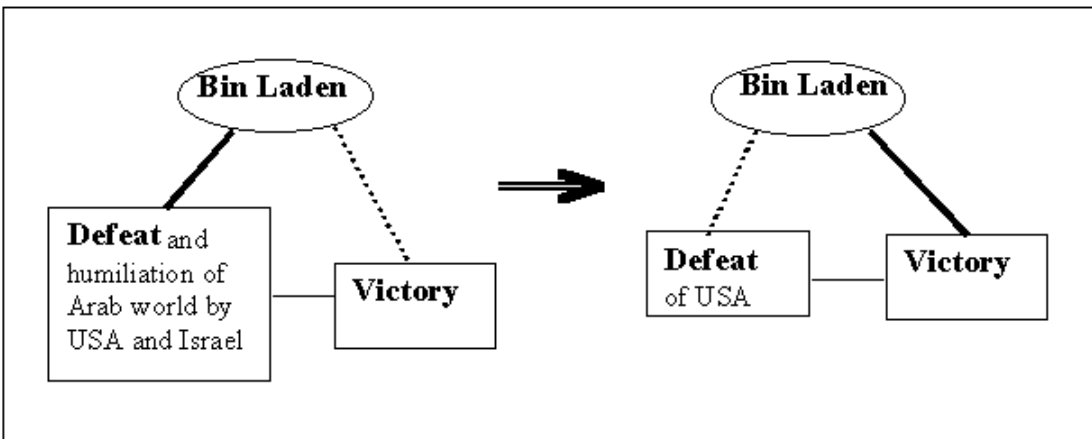 Bin Laden
Defeat and
humiliation of
Arab world by
USA and Israel
Victory
Bin Laden
Defeat
of USA
Victory